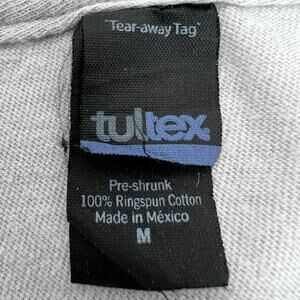 "Tear-away Tag"
tultex
Pre-shrunk
100% Ringspun Cotton
Made in México
M